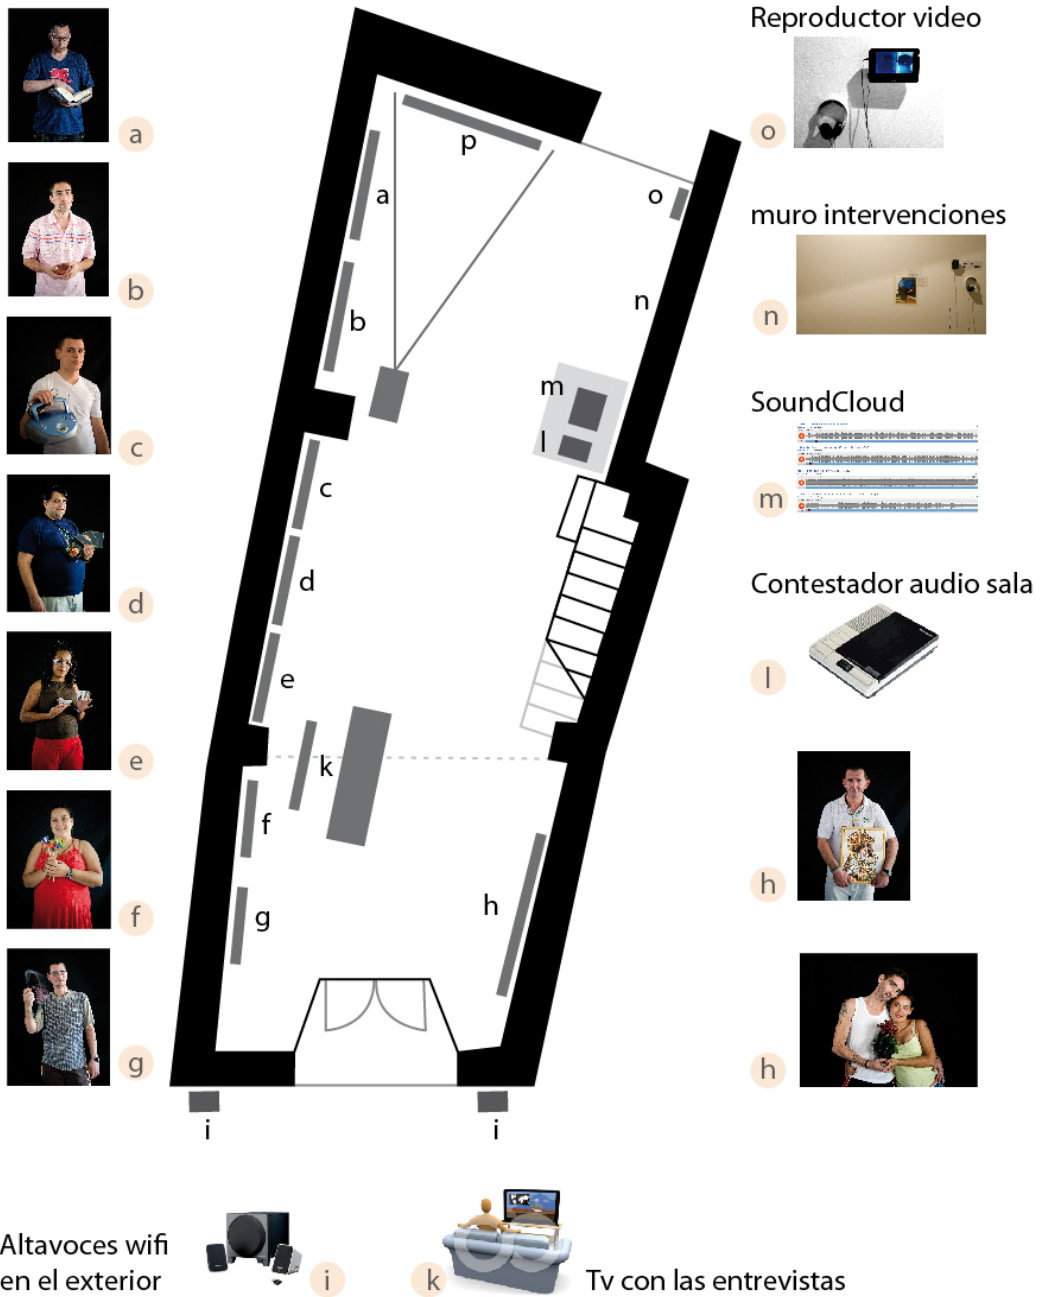 a
b
c
d
e
f
g
p
a
o
b
n
m
l
c
d
e
k
f
g
h
i
i
Reproductor video
o
muro intervenciones
n
SoundCloud
m
Contestador audio sala
l
h
h
Altavoces wifi
en el exterior
i
k
Tv con las entrevistas